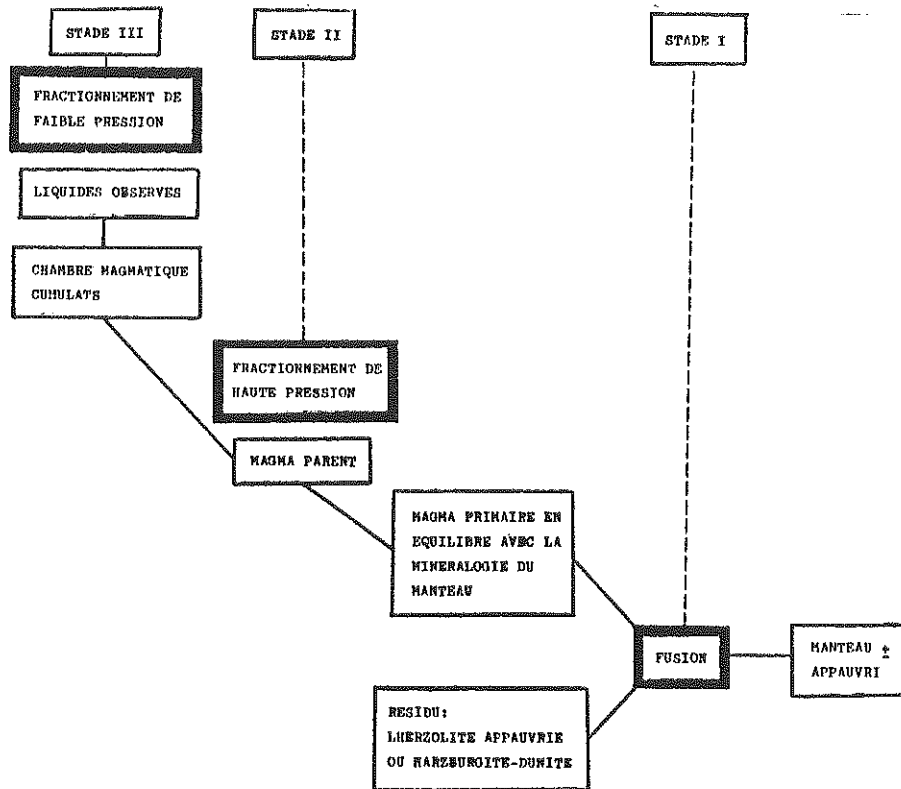 STADE III
STADE II
STADE I
FRACTIONNEMENT DE
FAIBLE PRESSION
LIQUIDES OBSERVES
CHAMBRE MAGMATIQUE
CUMULATS
FRACTIONNEMENT DE
HAUTE PRESSION
MAGMA PARENT
MAGMA PRIMAIRE EN
EQUILIBRE AVEC LA
MINERALOGIE DU
MANTEAU
FUSION
MANTEAU ±
APPAUVRI
RESIDU:
LHERZOLITE APPAUVRIE
OU HARZBURGITE-DUNITE